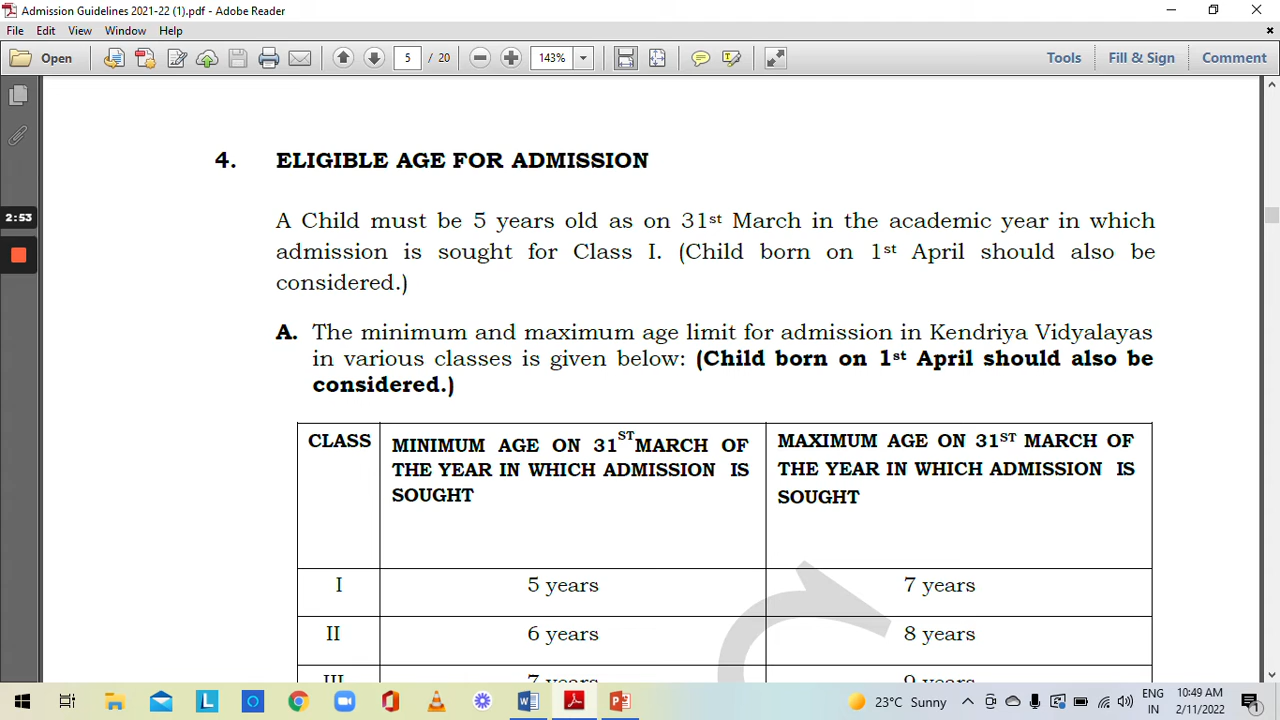 Admission Guidelines 2021-22 (1).pdf - Adobe Reader
File Edit View Window Help
Open 5 / 20 143% Tools Fill & Sign Comment
4. ELIGIBLE AGE FOR ADMISSION
2:53
A Child must be 5 years old as on 31st March in the academic year in which
admission is sought for Class I. (Child born on 1st April should also be
considered.)
A. The minimum and maximum age limit for admission in Kendriya Vidyalayas
in various classes is given below: (Child born on 1st April should also be
considered.)
CLASS
MINIMUM AGE ON 31ST MARCH OF
THE YEAR IN WHICH ADMISSION IS
SOUGHT
MAXIMUM AGE ON 31ST MARCH OF
THE YEAR IN WHICH ADMISSION IS
SOUGHT
I 5 years 7 years
II 6 years 8 years
III 7 years 9 years
23°C Sunny
ENG
IN
10:49 AM
2/11/2022
1